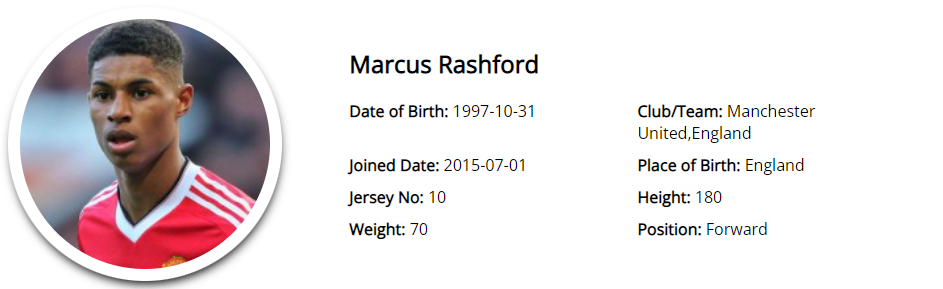 Marcus Rashford
Date of Birth: 1997-10-31
Club/Team: Manchester
United,England
Joined Date: 2015-07-01
Place of Birth: England
Jersey No: 10
Height: 180
Weight: 70
Position: Forward